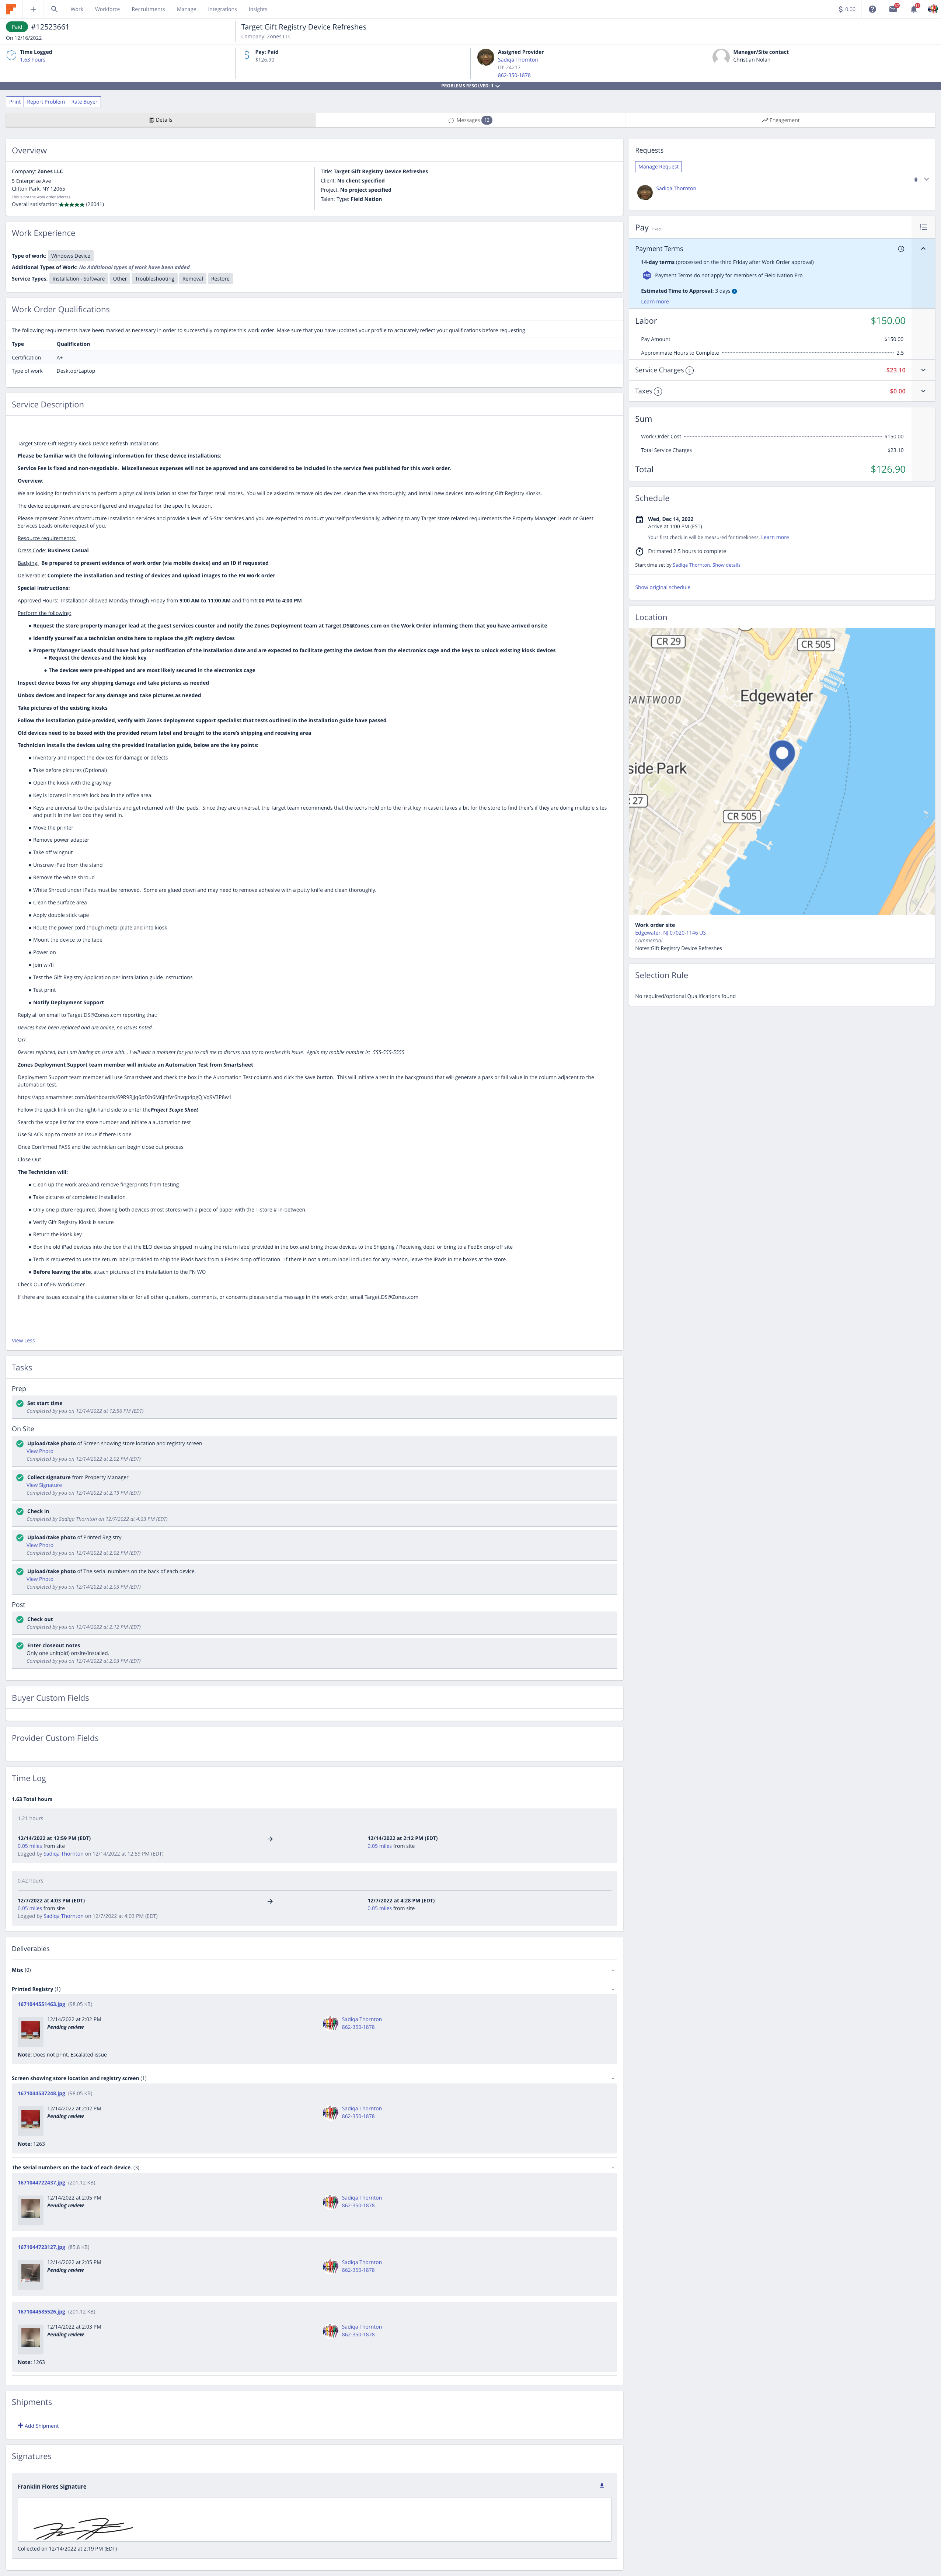 Work
Workforce
Recruitments
Manage
Integrations
Insights
0.00
Paid #12523661
On 12/16/2022
Target Gift Registry Device Refreshes
Company: Zones LLC
Time Logged
1.63 hours
Pay: Paid
$126.90
Assigned Provider
Sadiqa Thornton
ID: 24217
862-350-1878
Manager/Site contact
Christian Nolan
PROBLEMS RESOLVED: 1
Print
Report Problem
Rate Buyer
Details
Messages 12
Engagement
Overview
Company: Zones LLC
5 Enterprise Ave
Clifton Park, NY 12065
This is not the work order address.
Overall satisfaction: ★★★★★ (26041)
Title: Target Gift Registry Device Refreshes
Client: No client specified
Project: No project specified
Talent Type: Field Nation
Work Experience
Type of work: Windows Device
Additional Types of Work: No Additional types of work have been added
Service Types: Installation - Software Other Troubleshooting Removal Restore
Work Order Qualifications
The following requirements have been marked as necessary in order to successfully complete this work order. Make sure that you have updated your profile to accurately reflect your qualifications before requesting.
Type Qualification
Certification A+
Type of work Desktop/Laptop
Service Description
Target Store Gift Registry Kiosk Device Refresh Installations
Please be familiar with the following information for these device installations:
Service Fee is fixed and non-negotiable. Miscellaneous expenses will not be approved and are considered to be included in the service fees published for this work order.
Overview:
We are looking for technicians to perform a physical installation at sites for Target retail stores. You will be asked to remove old devices, clean the area thoroughly, and install new devices into existing Gift Registry Kiosks.
The device equipment are pre-configured and integrated for the specific location.
Please represent Zones nfrastructure installation services and provide a level of 5-Star services and you are expected to conduct yourself professionally, adhering to any Target store related requirements the Property Manager Leads or Guest
Services Leads onsite request of you.
Resource requirements:
Dress Code: Business Casual
Badging: Be prepared to present evidence of work order (via mobile device) and an ID if requested
Deliverable: Complete the installation and testing of devices and upload images to the FN work order
Special Instructions:
Approved Hours: Installation allowed Monday through Friday from 9:00 AM to 11:00 AM and from1:00 PM to 4:00 PM
Perform the following:
● Request the store property manager lead at the guest services counter and notify the Zones Deployment team at Target.DS@Zones.com on the Work Order informing them that you have arrived onsite
● Identify yourself as a technician onsite here to replace the gift registry devices
● Property Manager Leads should have had prior notification of the installation date and are expected to facilitate getting the devices from the electronics cage and the keys to unlock existing kiosk devices
● Request the devices and the kiosk key
● The devices were pre-shipped and are most likely secured in the electronics cage
Inspect device boxes for any shipping damage and take pictures as needed
Unbox devices and inspect for any damage and take pictures as needed
Take pictures of the existing kiosks
Follow the installation guide provided, verify with Zones deployment support specialist that tests outlined in the installation guide have passed
Old devices need to be boxed with the provided return label and brought to the store's shipping and receiving area
Technician installs the devices using the provided installation guide, below are the key points:
● Inventory and inspect the devices for damage or defects
● Take before pictures (Optional)
● Open the kiosk with the gray key
● Key is located in store's lock box in the office area.
● Keys are universal to the ipad stands and get returned with the ipads. Since they are universal, the Target team recommends that the techs hold onto the first key in case it takes a bit for the store to find their's if they are doing multiple sites
and put it in the last box they send in.
● Move the printer
● Remove power adapter
● Take off wingnut
● Unscrew iPad from the stand
● Remove the white shroud
● White Shroud under iPads must be removed. Some are glued down and may need to remove adhesive with a putty knife and clean thoroughly.
● Clean the surface area
● Apply double stick tape
● Route the power cord though metal plate and into kiosk
● Mount the device to the tape
● Power on
● Join wifi
● Test the Gift Registry Application per installation guide instructions
● Test print
● Notify Deployment Support
Reply all on email to Target.DS@Zones.com reporting that:
Devices have been replaced and are online, no issues noted.
Or/
Devices replaced, but I am having an issue with... I will wait a moment for you to call me to discuss and try to resolve this issue. Again my mobile number is: 555-555-5555
Zones Deployment Support team member will initiate an Automation Test from Smartsheet
Deployment Support team member will use Smartsheet and check the box in the Automation Test column and click the save button. This will initiate a test in the background that will generate a pass or fail value in the column adjacent to the
automation test.
Follow the quick link on the right-hand side to enter theProject Scope Sheet
Search the scope list for the store number and initiate a automation test
Use SLACK app to create an issue if there is one.
Once Confirmed PASS and the technician can begin close out process.
Close Out
The Technician will:
● Clean up the work area and remove fingerprints from testing
● Take pictures of completed installation
● Only one picture required, showing both devices (most stores) with a piece of paper with the T-store # in-between.
● Verify Gift Registry Kiosk is secure
● Return the kiosk key
● Box the old iPad devices into the box that the ELO devices shipped in using the return label provided in the box and bring those devices to the Shipping / Receiving dept. or bring to a FedEx drop off site
● Tech is requested to use the return label provided to ship the iPads back from a Fedex drop off location. If there is not a return label included for any reason, leave the iPads in the boxes at the store.
● Before leaving the site, attach pictures of the installation to the FN WO
Check Out of FN WorkOrder
If there are issues accessing the customer site or for all other questions, comments, or concerns please send a message in the work order, email Target.DS@Zones.com
View Less
Tasks
Prep
Set start time
Completed by you on 12/14/2022 at 12:56 PM (EDT)
On Site
Upload/take photo of Screen showing store location and registry screen
View Photo
Completed by you on 12/14/2022 at 2:02 PM (EDT)
Collect signature from Property Manager
View Signature
Completed by you on 12/14/2022 at 2:19 PM (EDT)
Check in
Completed by Sadiqa Thornton on 12/7/2022 at 4:03 PM (EDT)
Upload/take photo of Printed Registry
View Photo
Completed by you on 12/14/2022 at 2:02 PM (EDT)
Upload/take photo of The serial numbers on the back of each device.
View Photo
Completed by you on 12/14/2022 at 2:03 PM (EDT)
Post
Check out
Completed by you on 12/14/2022 at 2:12 PM (EDT)
Enter closeout notes
Only one unit(old) onsite/installed.
Completed by you on 12/14/2022 at 2:03 PM (EDT)
Buyer Custom Fields
Provider Custom Fields
Time Log
1.63 Total hours
1.21 hours
12/14/2022 at 12:59 PM (EDT)
0.05 miles from site
Logged by Sadiqa Thornton on 12/14/2022 at 12:59 PM (EDT)
12/14/2022 at 2:12 PM (EDT)
0.05 miles from site
0.42 hours
12/7/2022 at 4:03 PM (EDT)
0.05 miles from site
Logged by Sadiqa Thornton on 12/7/2022 at 4:03 PM (EDT)
12/7/2022 at 4:28 PM (EDT)
0.05 miles from site
Deliverables
Misc (0)
Printed Registry (1)
1671044551463.jpg (98.05 KB)
12/14/2022 at 2:02 PM
Pending review
Sadiqa Thornton
862-350-1878
Note: Does not print. Escalated issue
Screen showing store location and registry screen (1)
1671044537248.jpg (98.05 KB)
12/14/2022 at 2:02 PM
Pending review
Sadiqa Thornton
862-350-1878
Note: 1263
The serial numbers on the back of each device. (3)
1671044722437.jpg (201.12 KB)
12/14/2022 at 2:05 PM
Pending review
Sadiqa Thornton
862-350-1878
1671044723127.jpg (85.8 KB)
12/14/2022 at 2:05 PM
Pending review
Sadiqa Thornton
862-350-1878
1671044585526.jpg (201.12 KB)
12/14/2022 at 2:03 PM
Pending review
Sadiqa Thornton
862-350-1878
Note: 1263
Shipments
Add Shipment
Signatures
Franklin Flores Signature
Collected on 12/14/2022 at 2:19 PM (EDT)
Requests
Manage Request
Sadiqa Thornton
Pay Fixed
Payment Terms
14-day terms (processed on the third Friday after Work Order approval)
PRO Payment Terms do not apply for members of Field Nation Pro
Estimated Time to Approval: 3 days
Learn more
Labor $150.00
Pay Amount $150.00
Approximate Hours to Complete 2.5
Service Charges 2 $23.10
Taxes 0 $0.00
Sum
Work Order Cost $150.00
Total Service Charges $23.10
Total $126.90
Schedule
Wed, Dec 14, 2022
Arrive at 1:00 PM (EST)
Your first check in will be measured for timeliness. Learn more
Estimated 2.5 hours to complete
Start time set by Sadiqa Thornton. Show details
Show original schedule
Location
CR 29
CR 505
RANTWOOD
Edgewater
side Park
27
CR 505
Work order site
Edgewater, NJ 07020-1146 US
Commercial
Notes:Gift Registry Device Refreshes
Selection Rule
No required/optional Qualifications found